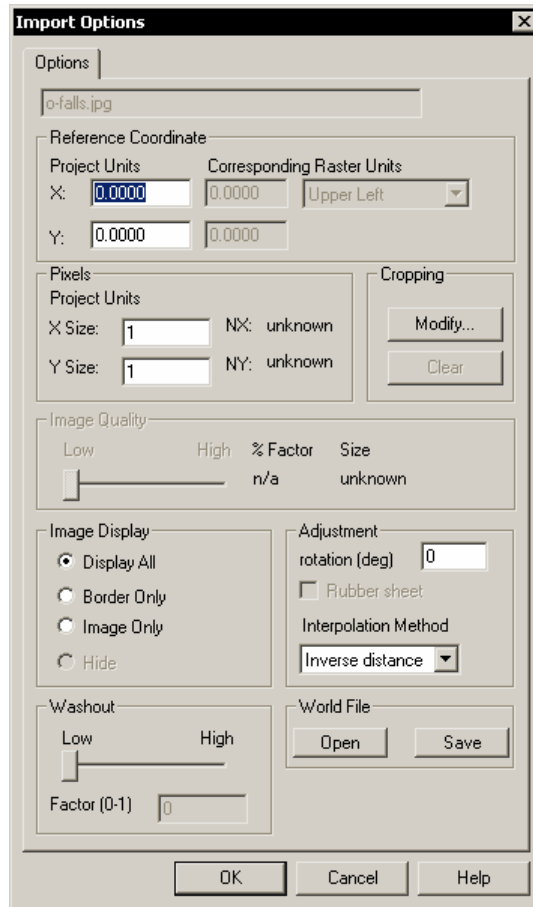 Import Options
Options
o-falls.jpg
Reference Coordinate
Project Units Corresponding Raster Units
X: 0.0000 0.0000 Upper Left
Y: 0.0000 0.0000
Pixels
Project Units
X Size: 1 NX: unknown
Y Size: 1 NY: unknown
Cropping
Modify...
Clear
Image Quality
Low High % Factor Size
n/a unknown
Image Display
Display All
Border Only
Image Only
Hide
Adjustment
rotation (deg) 0
Rubber sheet
Interpolation Method
Inverse distance
Washout
Low High
Factor (0-1) 0
World File
Open Save
OK Cancel Help